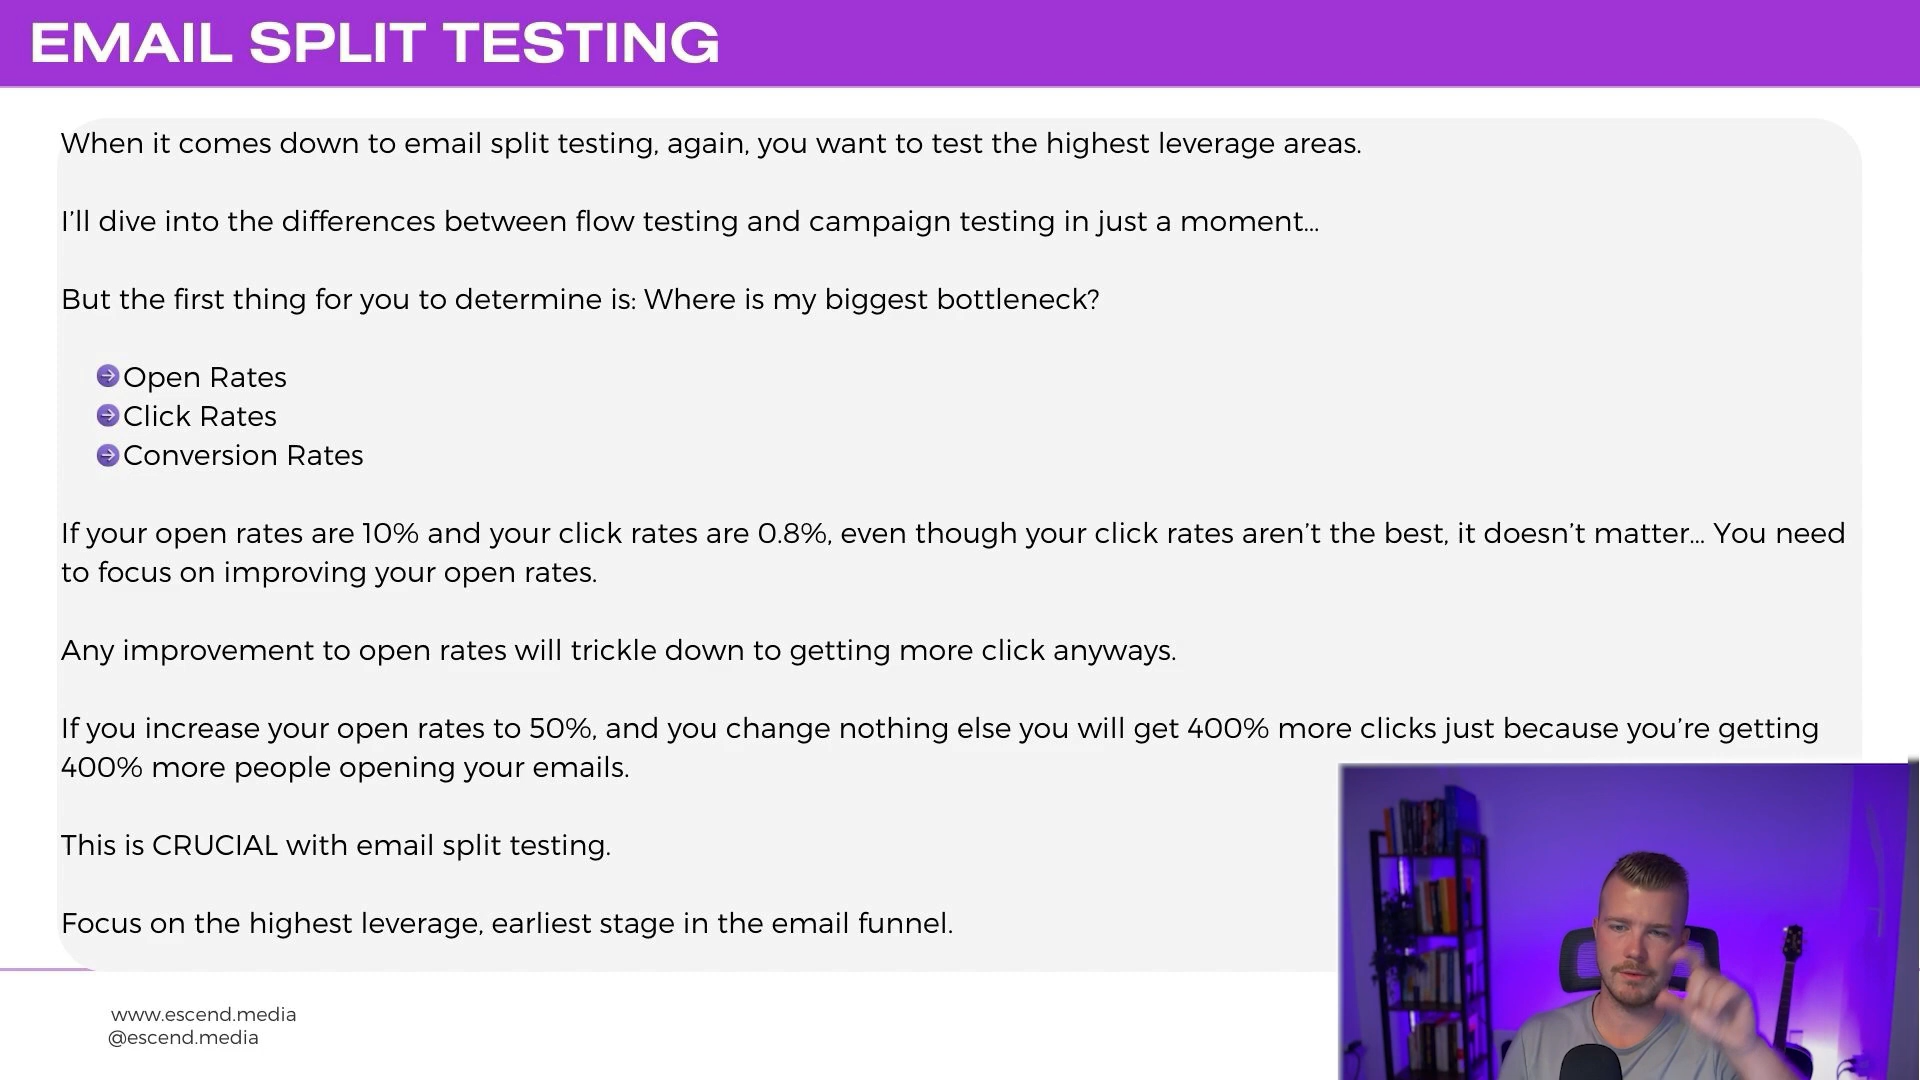 EMAIL SPLIT TESTING
When it comes down to email split testing, again, you want to test the highest leverage areas.
I’ll dive into the differences between flow testing and campaign testing in just a moment...
But the first thing for you to determine is: Where is my biggest bottleneck?
Open Rates
Click Rates
Conversion Rates
If your open rates are 10% and your click rates are 0.8%, even though your click rates aren’t the best, it doesn’t matter... You need
to focus on improving your open rates.
Any improvement to open rates will trickle down to getting more click anyways.
If you increase your open rates to 50%, and you change nothing else you will get 400% more clicks just because you’re getting
400% more people opening your emails.
This is CRUCIAL with email split testing.
Focus on the highest leverage, earliest stage in the email funnel.
www.escend.media
@escend.media